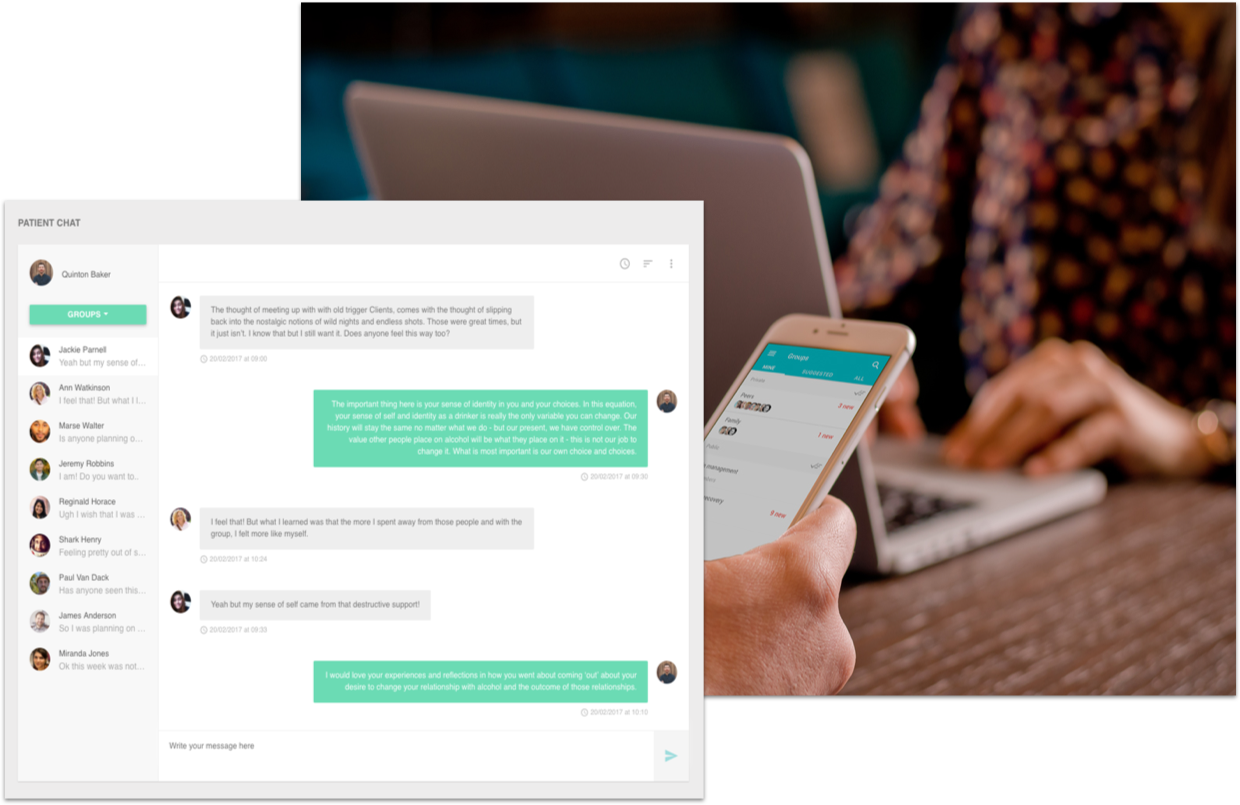 PATIENT CHAT
Quinton Baker
GROUPS
Jackie Parnell
Yeah but my sense of...
Ann Watkinson
I feel that! But what I l...
Marse Walter
Is anyone planning o...
Jeremy Robbins
I am! Do you want to..
Reginald Horace
Ugh I wish that I was ...
Shark Henry
Feeling pretty out of s...
Paul Van Dack
Has anyone seen this...
James Anderson
So I was planning on ...
Miranda Jones
Ok this week was not...
The thought of meeting up with with old trigger Clients, comes with the thought of slipping
back into the nostalgic notions of wild nights and endless shots. Those were great times, but
it just isn't. I know that but I still want it. Does anyone feel this way too?
20/02/2017 at 09:00
The important thing here is your sense of identity in you and your choices. In this equation,
your sense of self and identity as a drinker is really the only variable you can change. Our
history will stay the same no matter what we do - but our present, we have control over. The
value other people place on alcohol will be what they place on it - this is not our job to
change it. What is most important is our own choice and choices.
20/02/2017 at 09:30
I feel that! But what I learned was that the more I spent away from those people and with the
group, I felt more like myself.
20/02/2017 at 10:24
Yeah but my sense of self came from that destructive support!
20/02/2017 at 09:33
I would love your experiences and reflections in how you went about coming 'out' about your
desire to change your relationship with alcohol and the outcome of those relationships.
20/02/2017 at 10:10
Write your message here
Groups
MINE SUGGESTED ALL
Private
Peers
2 new
Family
1 new
management
ecovery
9 new